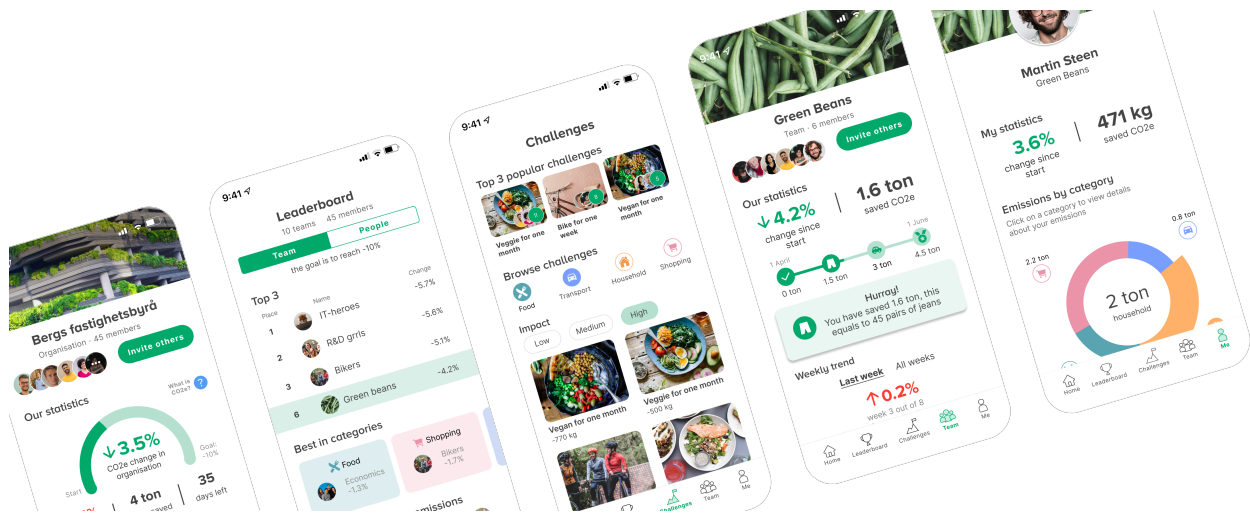 Bergs fastighetsbyrå
Organisation · 45 members
Invite others
What is
CO2e?
?
Our statistics
3.5%
CO2e change in
organisation
Start
Goal:
-10%
4 ton
35
days left
9:41
Leaderboard
10 teams 45 members
Team
People
the goal is to reach -10%
Top 3
Place
Name
Change
1
IT-heroes
-5.7%
2
R&D grrls
-5.6%
3
Bikers
-5.1%
6
Green beans
-4.2%
Best in categories
Food
Economics
-1.3%
Shopping
Bikers
-1.7%
9:41
Challenges
Top 3 popular challenges
Veggie for one
month
Bike for one
week
Vegan for one
month
Browse challenges
Food
Transport
Household
Shopping
Impact
Low
Medium
High
Vegan for one month
-770 kg
Veggie for one month
-500 kg
Challenges
Team
Me
9:41
Green Beans
Team · 6 members
Invite others
Our statistics
4.2%
change since
start
1.6 ton
saved CO2e
1 April
1 June
0 ton
1.5 ton
3 ton
4.5 ton
Hurray!
You have saved 1.6 ton, this
equals to 45 pairs of jeans
Weekly trend
Last week
All weeks
0.2%
week 3 out of 8
Home
Leaderboard
Challenges
Team
Me
Martin Steen
Green Beans
My statistics
3.6%
change since
start
471 kg
saved CO2e
Emissions by category
Click on a category to view details
about your emissions
0.8 ton
2.2 ton
2 ton
household
Home
Leaderboard
Challenges
Team
Me